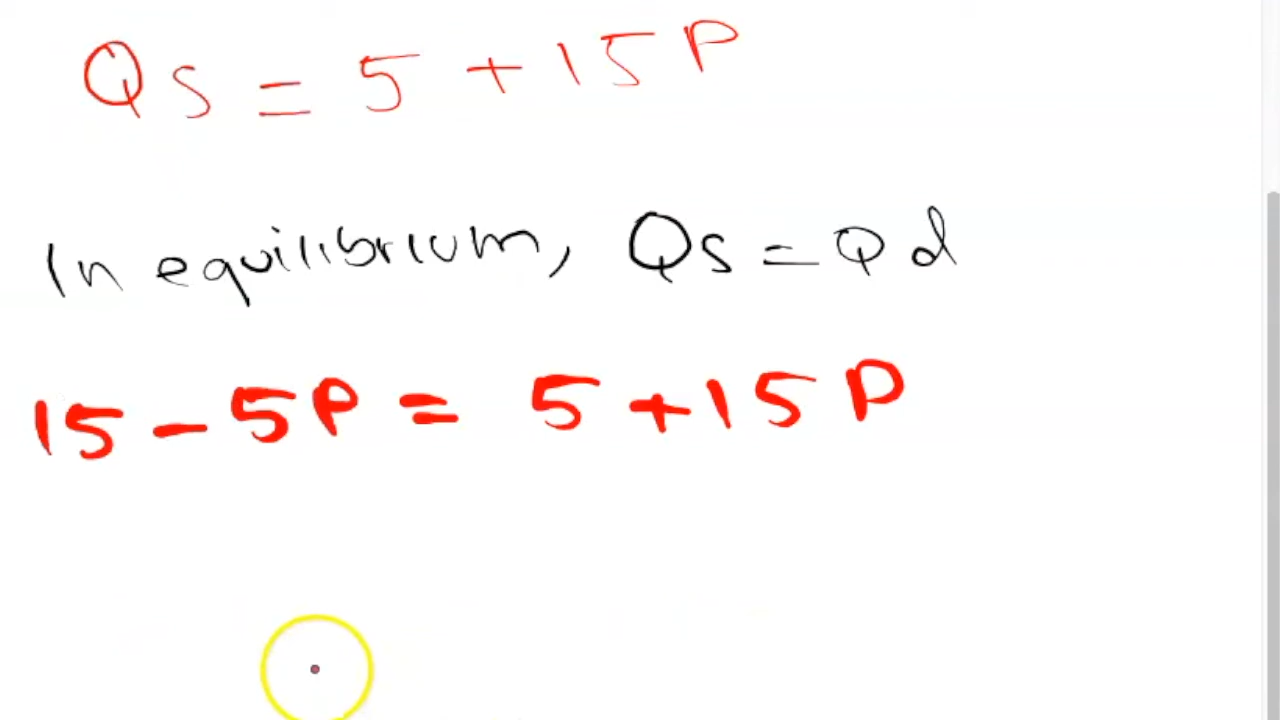 Qs = 5 + 15P
In equilibrium, Qs = Qd
15 - 5P = 5 + 15P